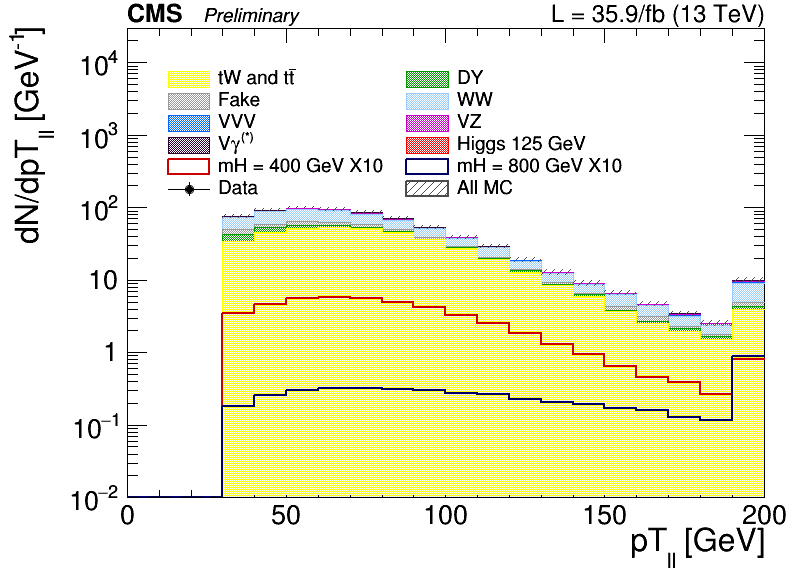 CMS Preliminary L = 35.9/fb (13 TeV)
dN/dpT_ll [GeV⁻¹]
tW and tt̄ DY
Fake WW
VVV VZ
Vγ⁽*⁾ Higgs 125 GeV
mH = 400 GeV X10 mH = 800 GeV X10
Data All MC
10⁴
10³
10²
10
1
10⁻¹
10⁻²
0 50 100 150 200
pT_ll [GeV]